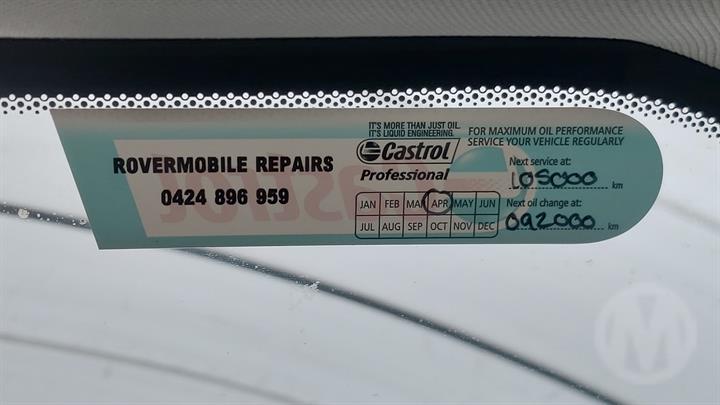 ROVERMOBILE REPAIRS
0424 896 959
IT'S MORE THAN JUST OIL.
IT'S LIQUID ENGINEERING.
Castrol
Professional
JAN FEB MAR APR MAY JUN
JUL AUG SEP OCT NOV DEC
FOR MAXIMUM OIL PERFORMANCE
SERVICE YOUR VEHICLE REGULARLY
Next service at:
105000 km
Next oil change at:
092000 km
Castrol
M